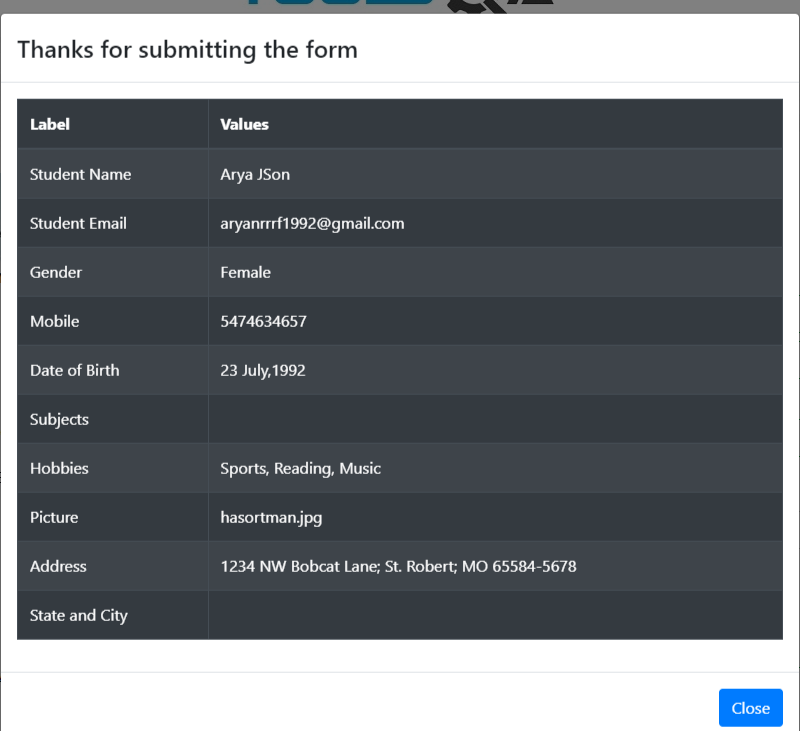 Thanks for submitting the form
Label Values
Student Name Arya JSon
Student Email aryanrrrf1992@gmail.com
Gender Female
Mobile 5474634657
Date of Birth 23 July,1992
Subjects
Hobbies Sports, Reading, Music
Picture hasortman.jpg
Address 1234 NW Bobcat Lane; St. Robert; MO 65584-5678
State and City
Close